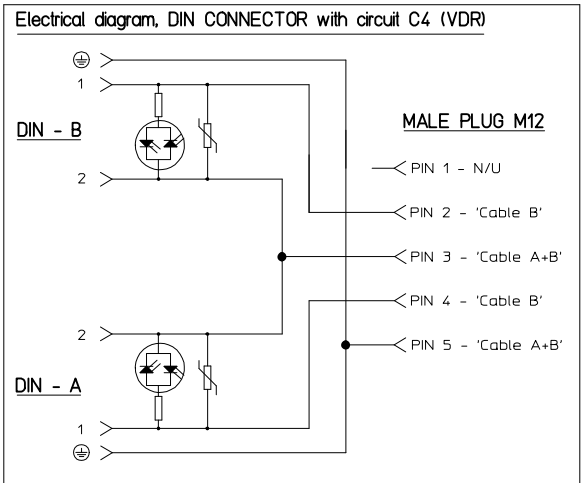 Electrical diagram, DIN CONNECTOR with circuit C4 (VDR)
1
DIN - B
2
MALE PLUG M12
PIN 1 - N/U
PIN 2 - 'Cable B'
PIN 3 - 'Cable A+B'
PIN 4 - 'Cable B'
PIN 5 - 'Cable A+B'
2
DIN - A
1